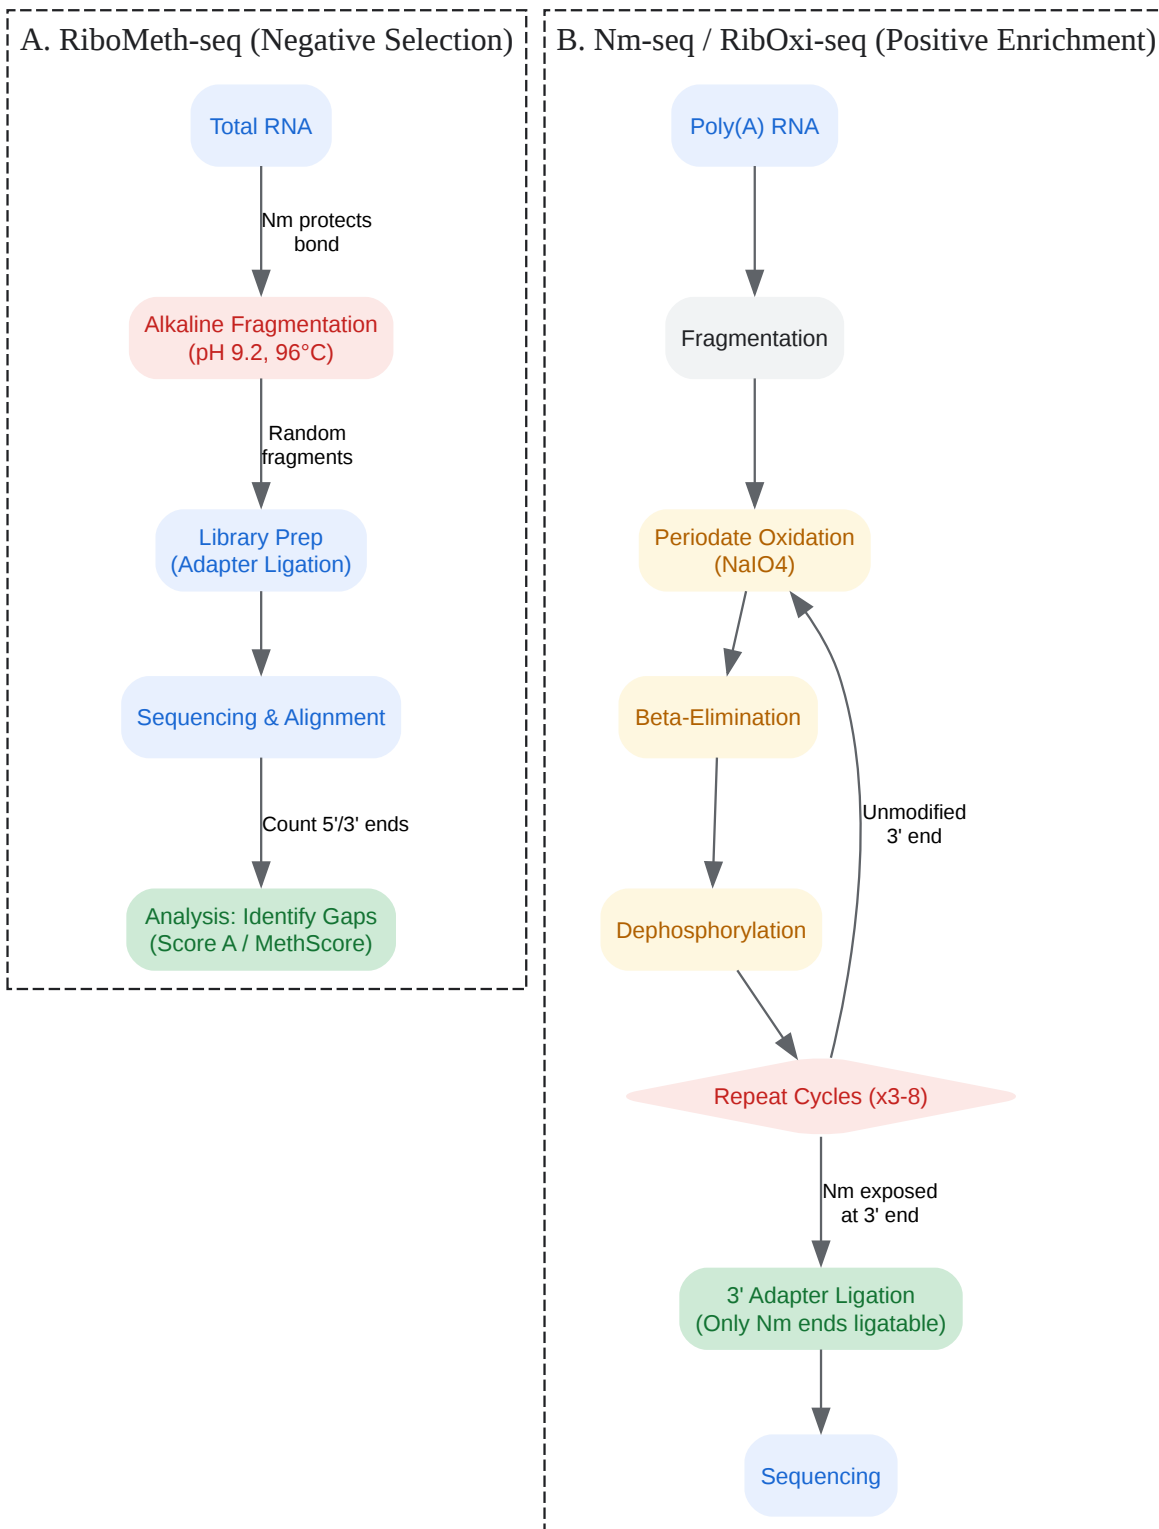 A. RiboMeth-seq (Negative Selection)
Total RNA
Nm protects
bond
Alkaline Fragmentation
(pH 9.2, 96°C)
Random
fragments
Library Prep
(Adapter Ligation)
Sequencing & Alignment
Count 5'/3' ends
Analysis: Identify Gaps
(Score A / MethScore)
B. Nm-seq / RibOxi-seq (Positive Enrichment)
Poly(A) RNA
Fragmentation
Periodate Oxidation
(NaIO4)
Beta-Elimination
Unmodified
3' end
Dephosphorylation
Repeat Cycles (x3-8)
Nm exposed
at 3' end
3' Adapter Ligation
(Only Nm ends ligatable)
Sequencing